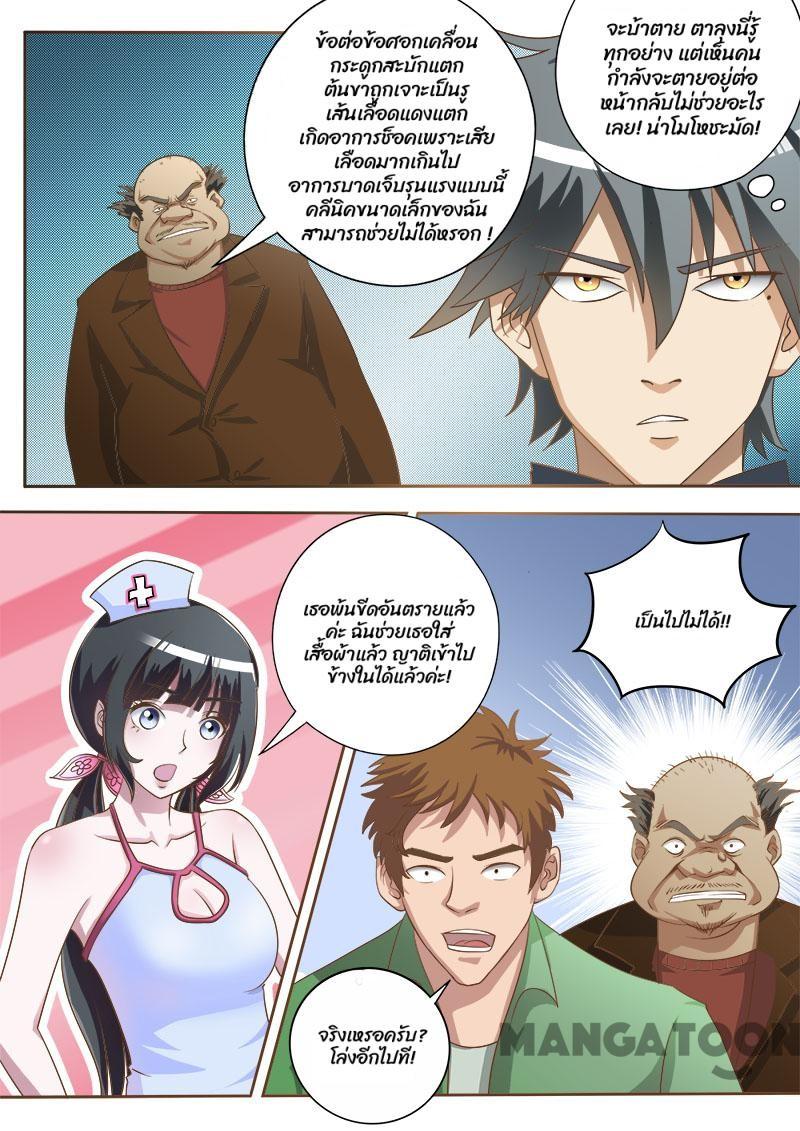 ข้อต่อข้อศอกเคลื่อน
กระดูกสะบักแตก
ต้นขาถูกเจาะเป็นรู
เส้นเลือดแดงแตก
เกิดอาการช็อคเพราะเสีย
เลือดมากเกินไป
อาการบาดเจ็บรุนแรงแบบนี้
คลีนิคขนาดเล็กของฉัน
สามารถช่วยไม่ได้หรอก !
จะบ้าตาย ตาลุงนี่รู้
ทุกอย่าง แต่เห็นคน
กำลังจะตายอยู่ต่อ
หน้ากลับไม่ช่วยอะไร
เลย! น่าโมโหชะมัด!
เธอพ้นขีดอันตรายแล้ว
ค่ะ ฉันช่วยเธอใส่
เสื้อผ้าแล้ว ญาติเข้าไป
ข้างในได้แล้วค่ะ!
เป็นไปไม่ได้!!
จริงเหรอครับ?
โล่งอีกไปที!
MANGATOON